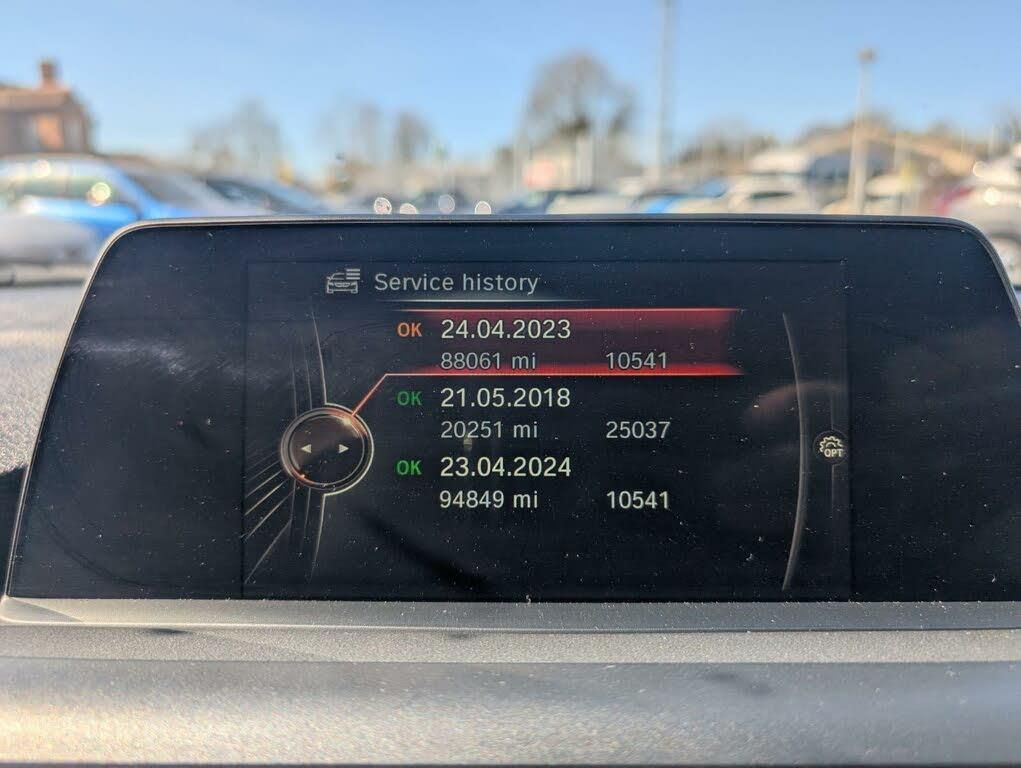 Service history
OK 24.04.2023
88061 mi 10541
OK 21.05.2018
20251 mi 25037
OPT
OK 23.04.2024
94849 mi 10541